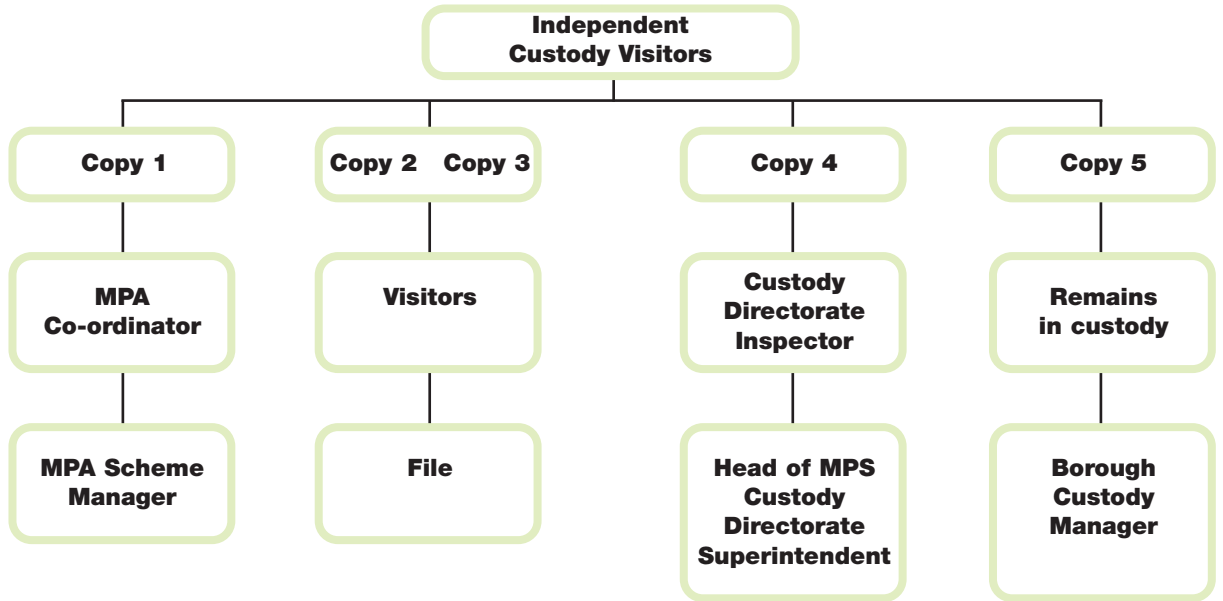 Independent
Custody Visitors
Copy 1
Copy 2 Copy 3
Copy 4
Copy 5
MPA
Co-ordinator
Visitors
Custody
Directorate
Inspector
Remains
in custody
MPA Scheme
Manager
File
Head of MPS
Custody
Directorate
Superintendent
Borough
Custody
Manager